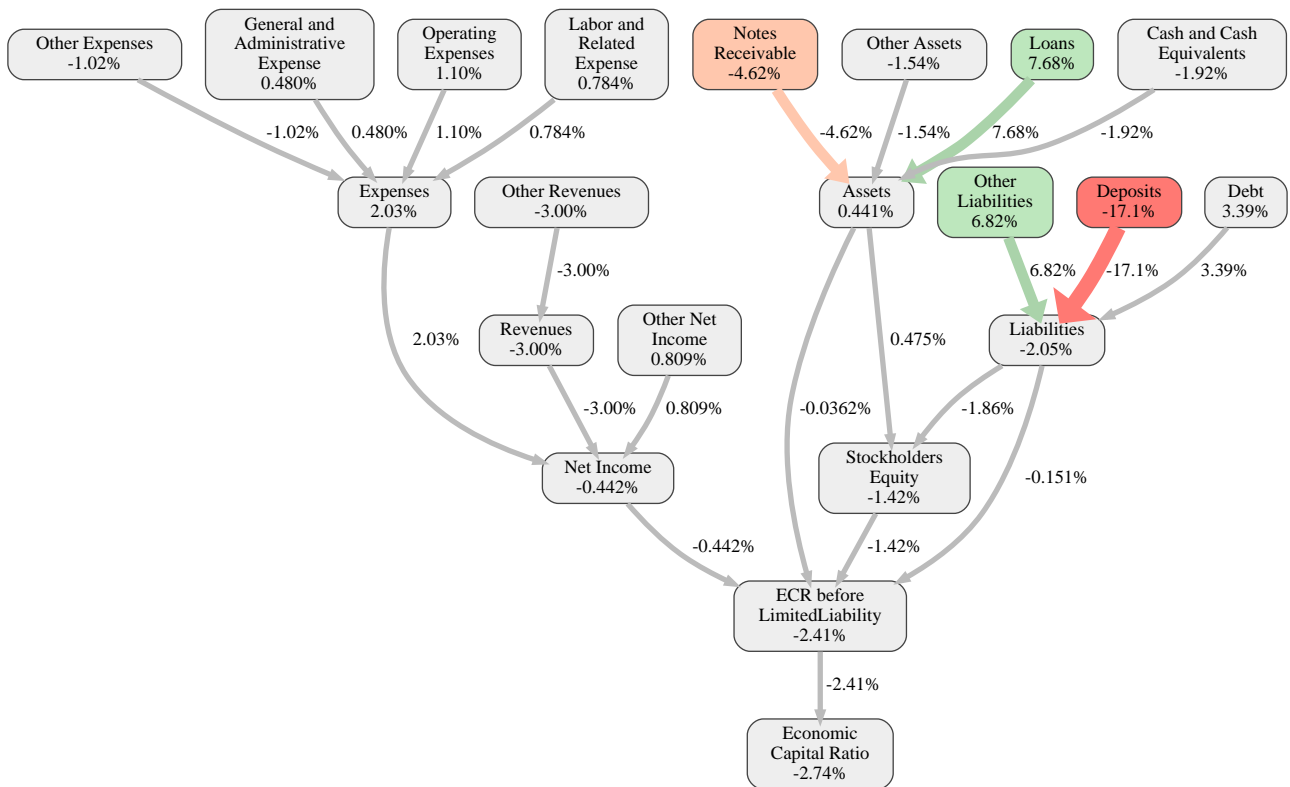 Other Expenses
-1.02%
General and
Administrative
Expense
0.480%
Operating
Expenses
1.10%
Labor and
Related
Expense
0.784%
Notes
Receivable
-4.62%
Other Assets
-1.54%
Loans
7.68%
Cash and Cash
Equivalents
-1.92%
-1.02%
0.480%
1.10%
0.784%
-4.62%
-1.54%
7.68%
-1.92%
Expenses
2.03%
Other Revenues
-3.00%
Assets
0.441%
Other
Liabilities
6.82%
Deposits
-17.1%
Debt
3.39%
-3.00%
6.82%
-17.1%
3.39%
2.03%
Revenues
-3.00%
Other Net
Income
0.809%
0.475%
Liabilities
-2.05%
-3.00%
0.809%
-0.0362%
-1.86%
Net Income
-0.442%
Stockholders
Equity
-1.42%
-0.151%
-0.442%
-1.42%
ECR before
LimitedLiability
-2.41%
-2.41%
Economic
Capital Ratio
-2.74%